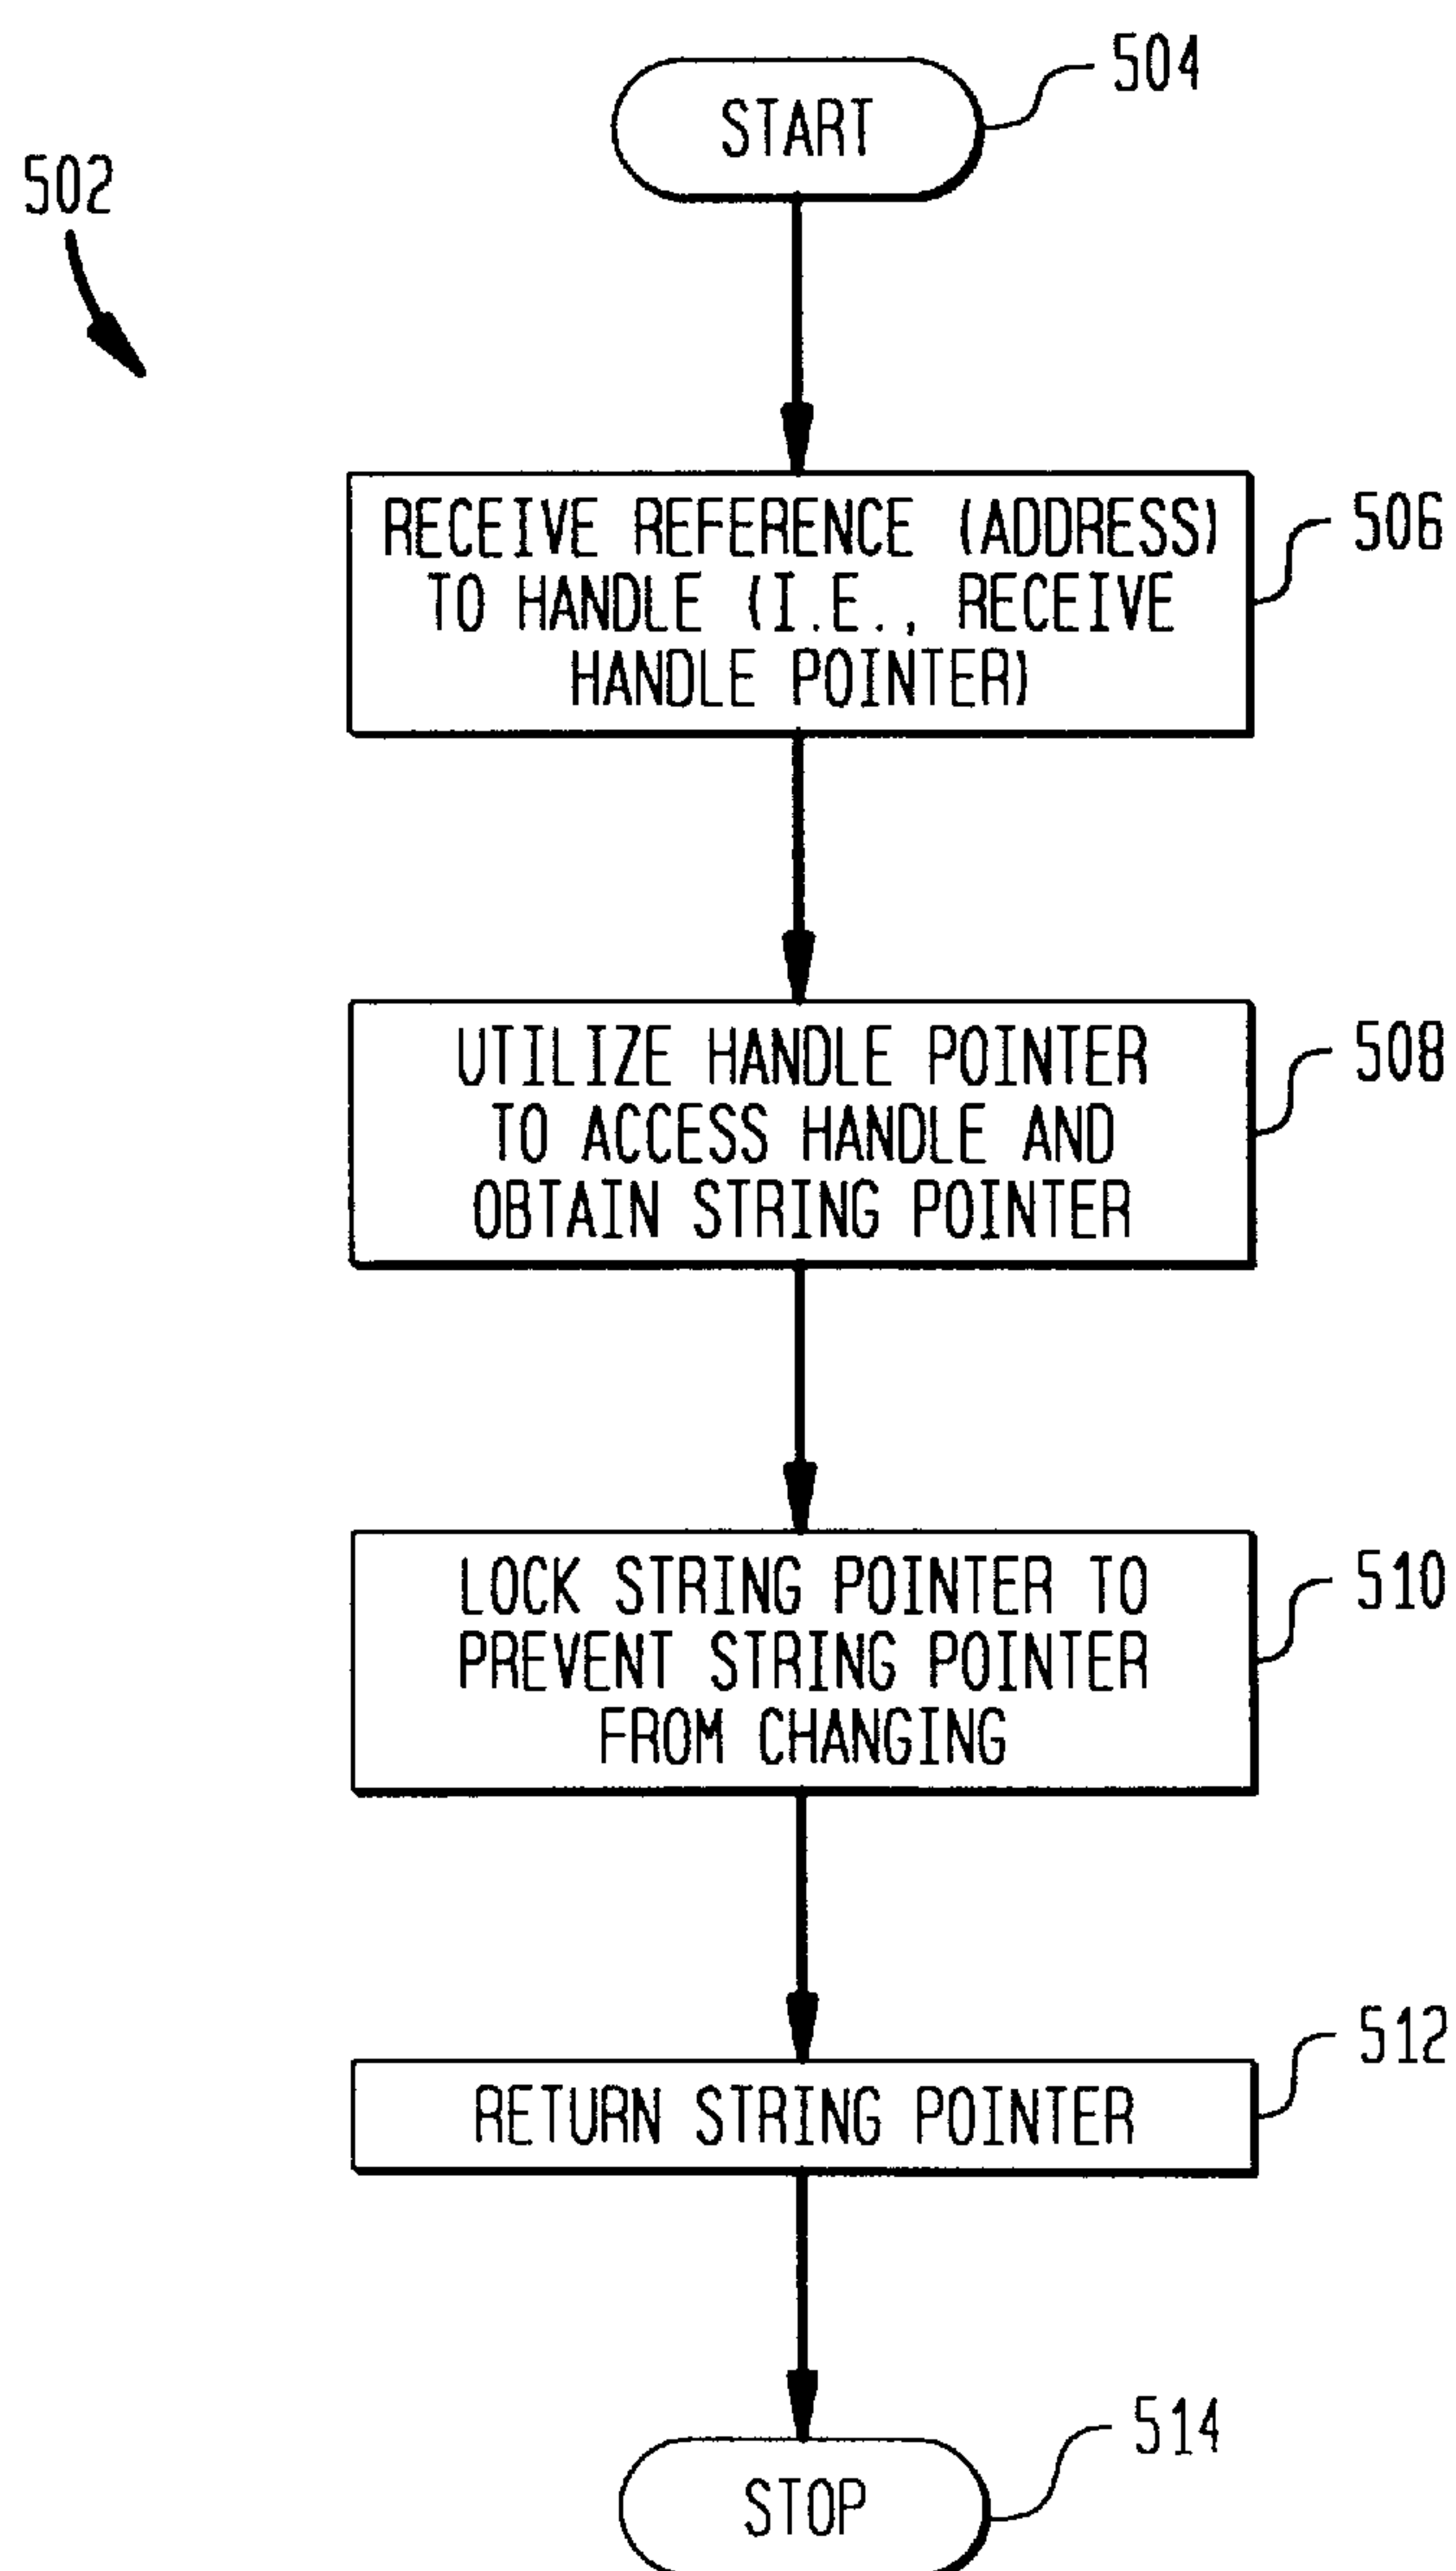 504
START
502
RECEIVE REFERENCE (ADDRESS)
TO HANDLE (I.E., RECEIVE
HANDLE POINTER)
506
UTILIZE HANDLE POINTER
TO ACCESS HANDLE AND
OBTAIN STRING POINTER
508
LOCK STRING POINTER TO
PREVENT STRING POINTER
FROM CHANGING
510
RETURN STRING POINTER
512
STOP
514